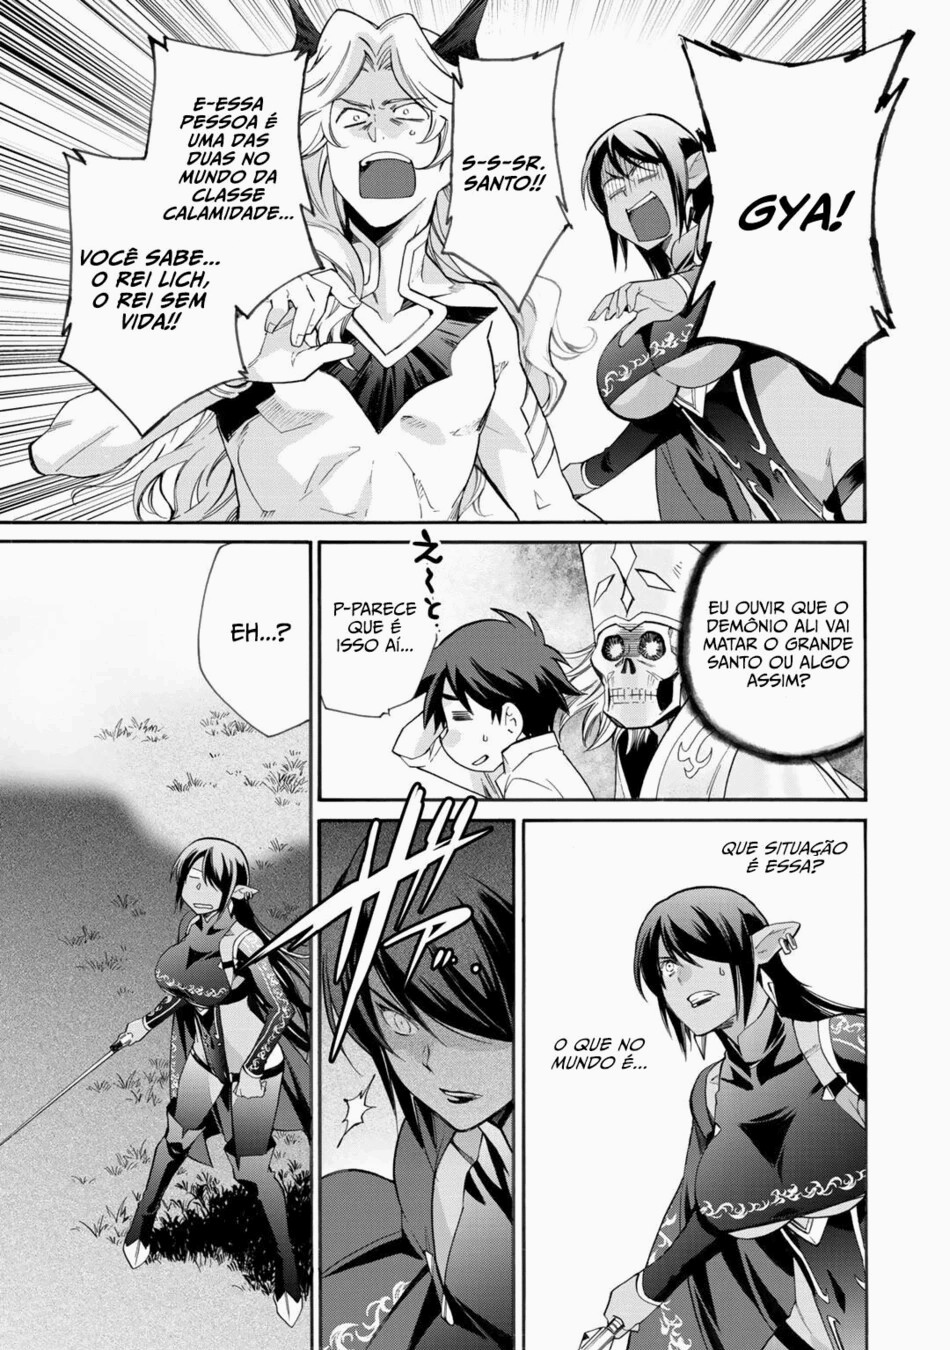 GYA!
S-S-SR.
SANTO!!
E-ESSA
PESSOA É
UMA DAS
DUAS NO
MUNDO DA
CLASSE
CALAMIDADE...
VOCÊ SABE...
O REI LICH,
O REI SEM
VIDA!!
EU OUVIR QUE O
DEMÔNIO ALI VAI
MATAR O GRANDE
SANTO OU ALGO
ASSIM?
え～と
P-PARECE
QUE É
ISSO AÍ...
EH...?
QUE SITUAÇÃO
É ESSA?
O QUE NO
MUNDO É...